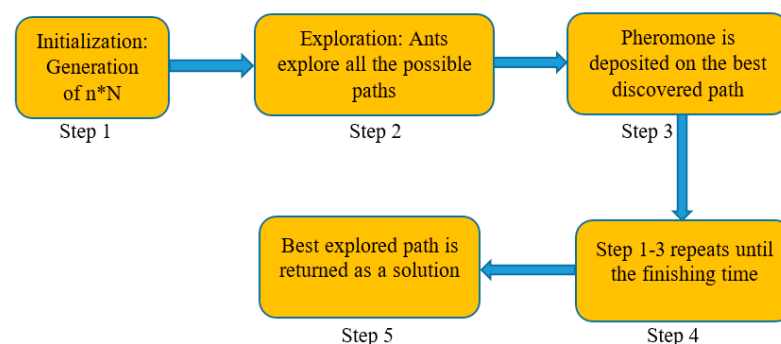 Initialization:
Generation
of n*N
Step 1
Exploration: Ants
explore all the possible
paths
Step 2
Pheromone is
deposited on the best
discovered path
Step 3
Step 1-3 repeats until
the finishing time
Step 4
Best explored path is
returned as a solution
Step 5